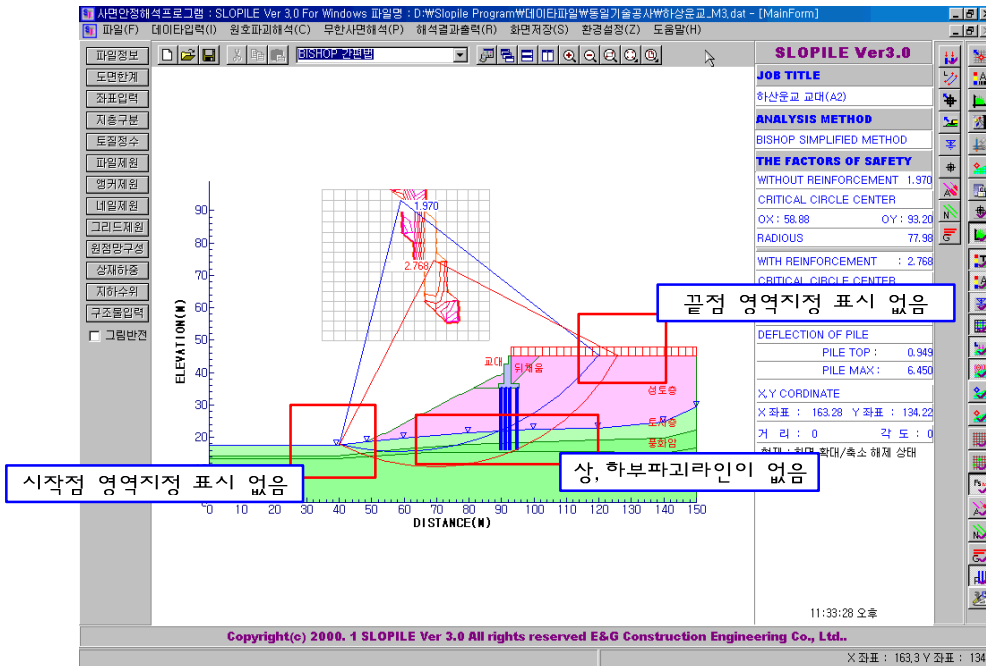 사면안정해석프로그램 : SLOPILE Ver 3,0 For Windows 파일명 : D:₩Slopile Program₩데이타파일₩동일기술공사₩하상운교_M3,dat - [MainForm]
파일(F) 데이타입력(I) 원호파괴해석(C) 무한사면해석(P) 해석결과출력(R) 화면저장(S) 환경설정(Z) 도움말(H)
BISHOP 간편법
파일정보
도면한계
좌표입력
지층구분
토질정수
파일제원
앵커제원
네일제원
그리드제원
원점망구성
상재하중
지하수위
구조물입력
그림반전
SLOPILE Ver3.0
JOB TITLE
하산운교 교대(A2)
ANALYSIS METHOD
BISHOP SIMPLIFIED METHOD
THE FACTORS OF SAFETY
WITHOUT REINFORCEMENT 1.970
CRITICAL CIRCLE CENTER
OX : 58.88 OY : 93.20
RADIOUS 77.98
WITH REINFORCEMENT : 2.768
CRITICAL CIRCLE CENTER
DEFLECTION OF PILE
PILE TOP : 0.949
PILE MAX : 6.450
X,Y CORDINATE
X 좌표 : 163.28 Y 좌표 : 134.22
거 리 : 0 각 도 : 0
현재 : 화면 확대/축소 해제 상태
11:33:28 오후
ELEVATION(M)
90
80
70
60
50
40
30
20
1.970
2.768
교대
뒤채움
성토층
토사층
풍화암
0 10 20 30 40 50 60 70 80 90 100 110 120 130 140 150
DISTANCE(M)
끝점 영역지정 표시 없음
시작점 영역지정 표시 없음
상, 하부파괴라인이 없음
Copyright(c) 2000. 1 SLOPILE Ver 3.0 All rights reserved E&G Construction Engineering Co., Ltd..
X 좌표 : 163,3 Y 좌표 : 134